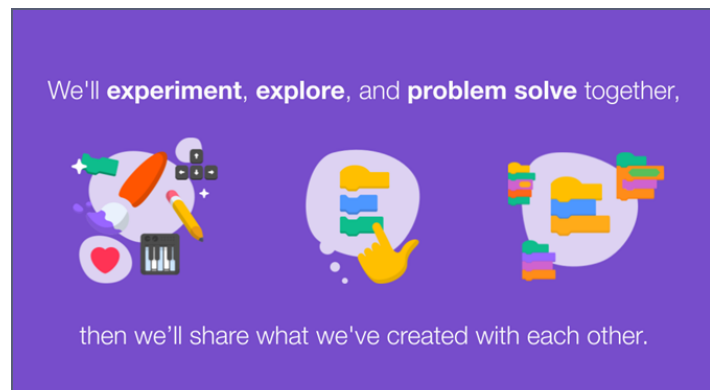 We'll experiment, explore, and problem solve together,
then we’ll share what we've created with each other.